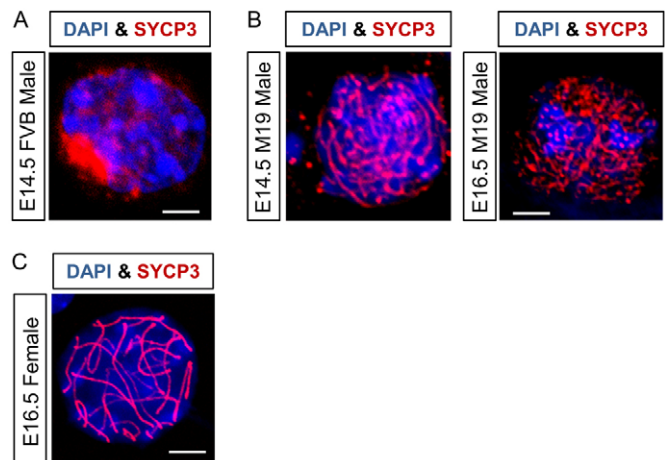 A
DAPI & SYCP3
E14.5 FVB Male
B
DAPI & SYCP3
E14.5 M19 Male
DAPI & SYCP3
E16.5 M19 Male
C
DAPI & SYCP3
E16.5 Female